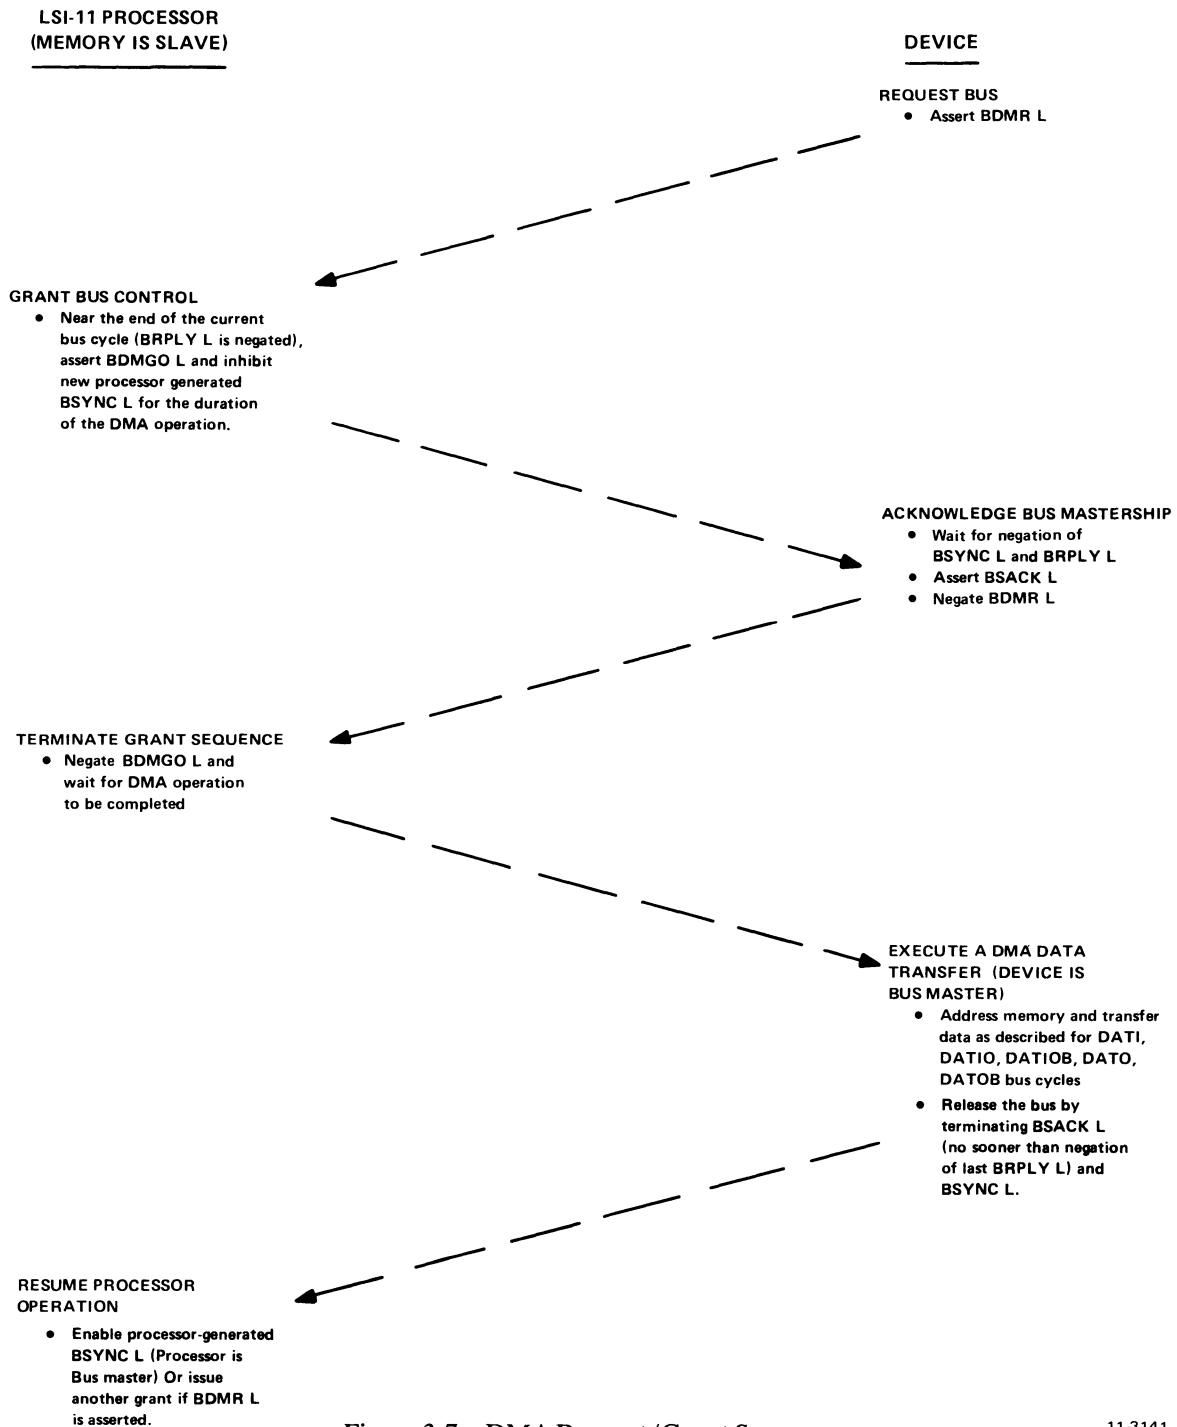 LSI-11 PROCESSOR
(MEMORY IS SLAVE)
DEVICE
REQUEST BUS
• Assert BDMR L
GRANT BUS CONTROL
• Near the end of the current
bus cycle (BRPLY L is negated),
assert BDMGO L and inhibit
new processor generated
BSYNC L for the duration
of the DMA operation.
ACKNOWLEDGE BUS MASTERSHIP
• Wait for negation of
BSYNC L and BRPLY L
• Assert BSACK L
• Negate BDMR L
TERMINATE GRANT SEQUENCE
• Negate BDMGO L and
wait for DMA operation
to be completed
EXECUTE A DMA DATA
TRANSFER (DEVICE IS
BUS MASTER)
• Address memory and transfer
data as described for DATI,
DATIO, DATIOB, DATO,
DATOB bus cycles
• Release the bus by
terminating BSACK L
(no sooner than negation
of last BRPLY L) and
BSYNC L.
RESUME PROCESSOR
OPERATION
• Enable processor-generated
BSYNC L (Processor is
Bus master) Or issue
another grant if BDMR L
is asserted.
11-3141